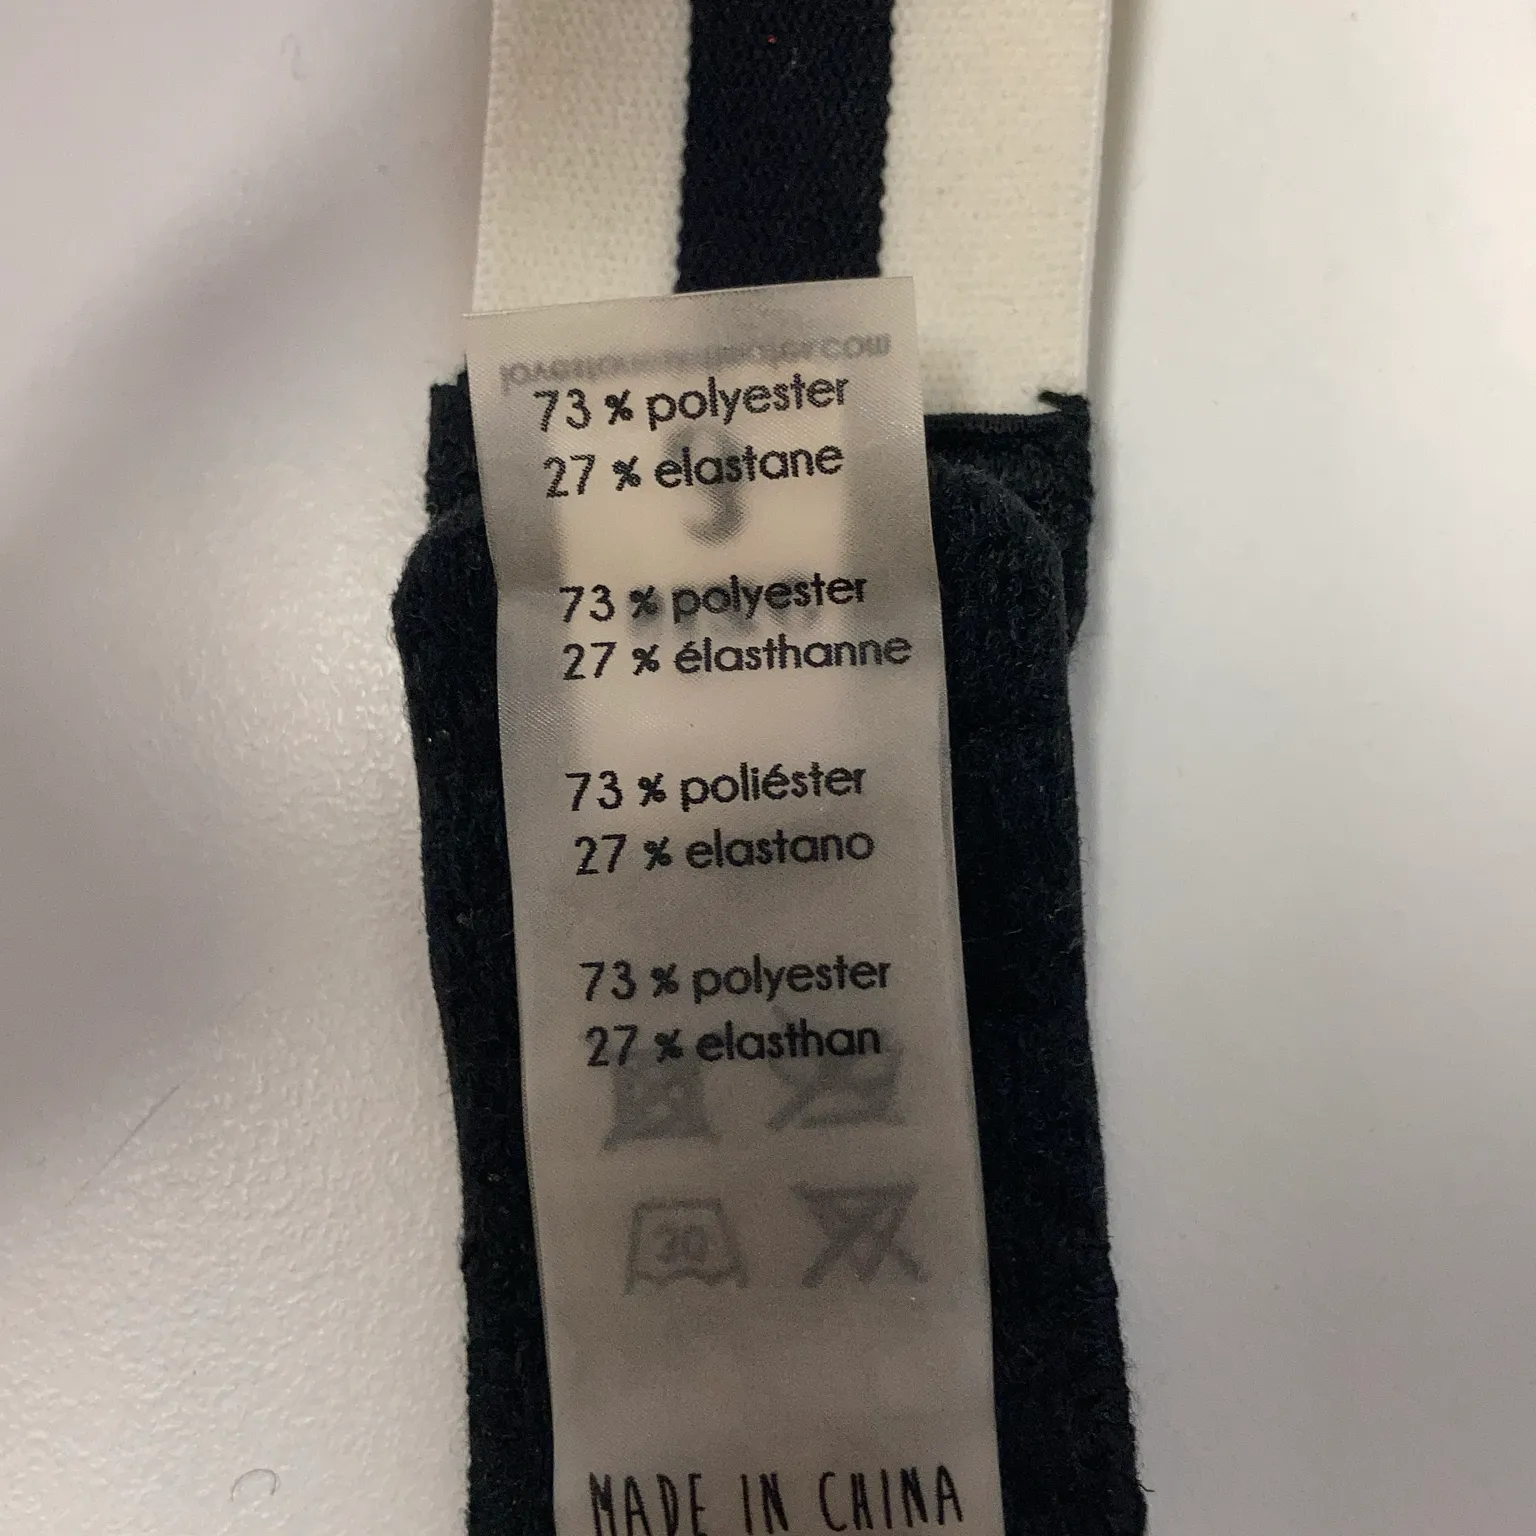 73 % polyester
27 % elastane
73 % polyester
27 % élasthanne
73 % poliéster
27 % elastano
73 % polyester
27 % elasthan
30
MADE IN CHINA